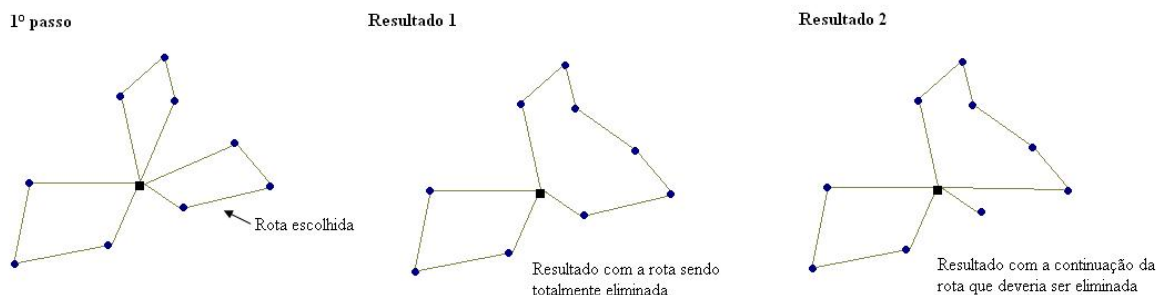 1º passo
Resultado 1
Resultado 2
Rota escolhida
Resultado com a rota sendo
totalmente eliminada
Resultado com a continuação da
rota que deveria ser eliminada